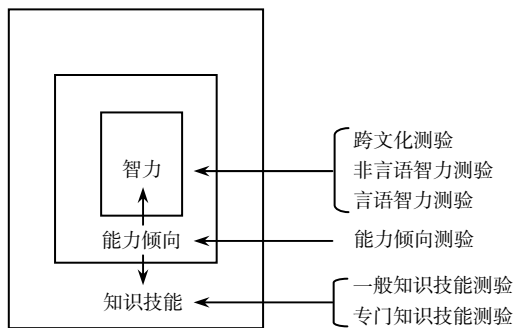 跨文化测验
智力
非言语智力测验
言语智力测验
能力倾向
能力倾向测验
一般知识技能测验
知识技能
专门知识技能测验